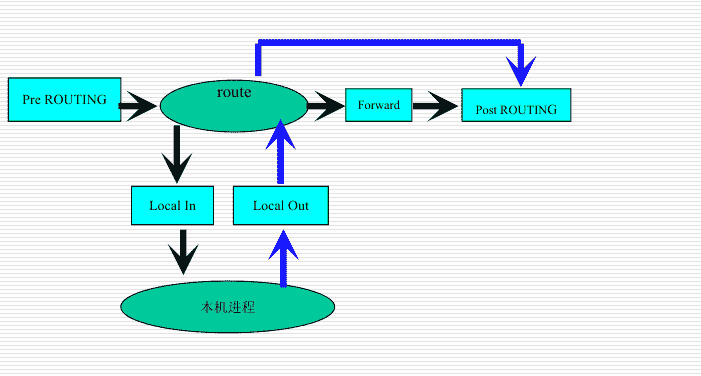 route
Pre ROUTING
Forward
Post ROUTING
Local In
Local Out
本机进程